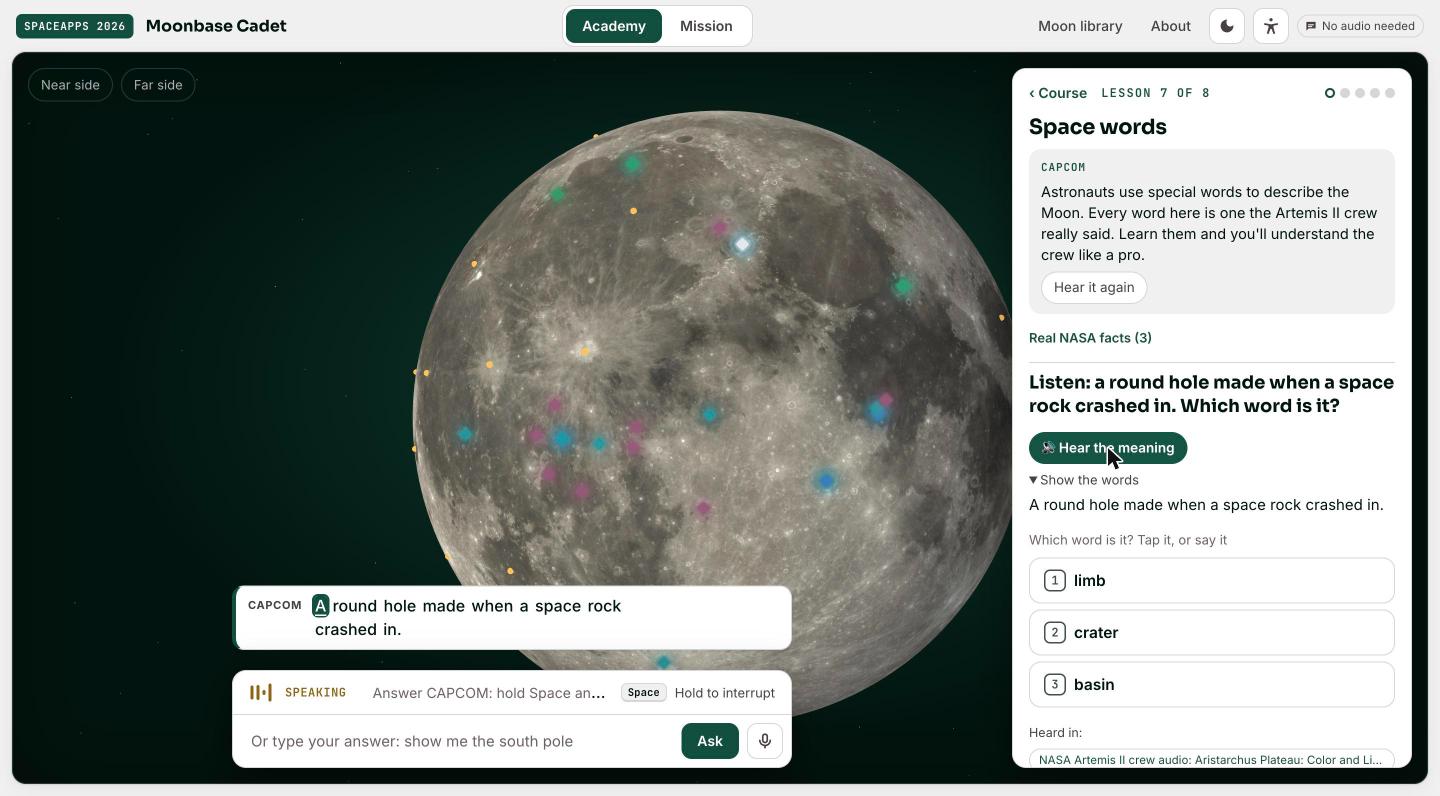 SPACEAPPS 2026
Moonbase Cadet
Academy
Mission
Moon library
About
No audio needed
Near side
Far side
‹ Course
LESSON 7 OF 8
Space words
CAPCOM
Astronauts use special words to describe the
Moon. Every word here is one the Artemis II crew
really said. Learn them and you'll understand the
crew like a pro.
Hear it again
Real NASA facts (3)
Listen: a round hole made when a space
rock crashed in. Which word is it?
Hear the meaning
▼ Show the words
A round hole made when a space rock crashed in.
Which word is it? Tap it, or say it
1 limb
2 crater
3 basin
Heard in:
NASA Artemis II crew audio: Aristarchus Plateau: Color and Li...
CAPCOM
A round hole made when a space rock
crashed in.
SPEAKING
Answer CAPCOM: hold Space an...
Space
Hold to interrupt
Or type your answer: show me the south pole
Ask